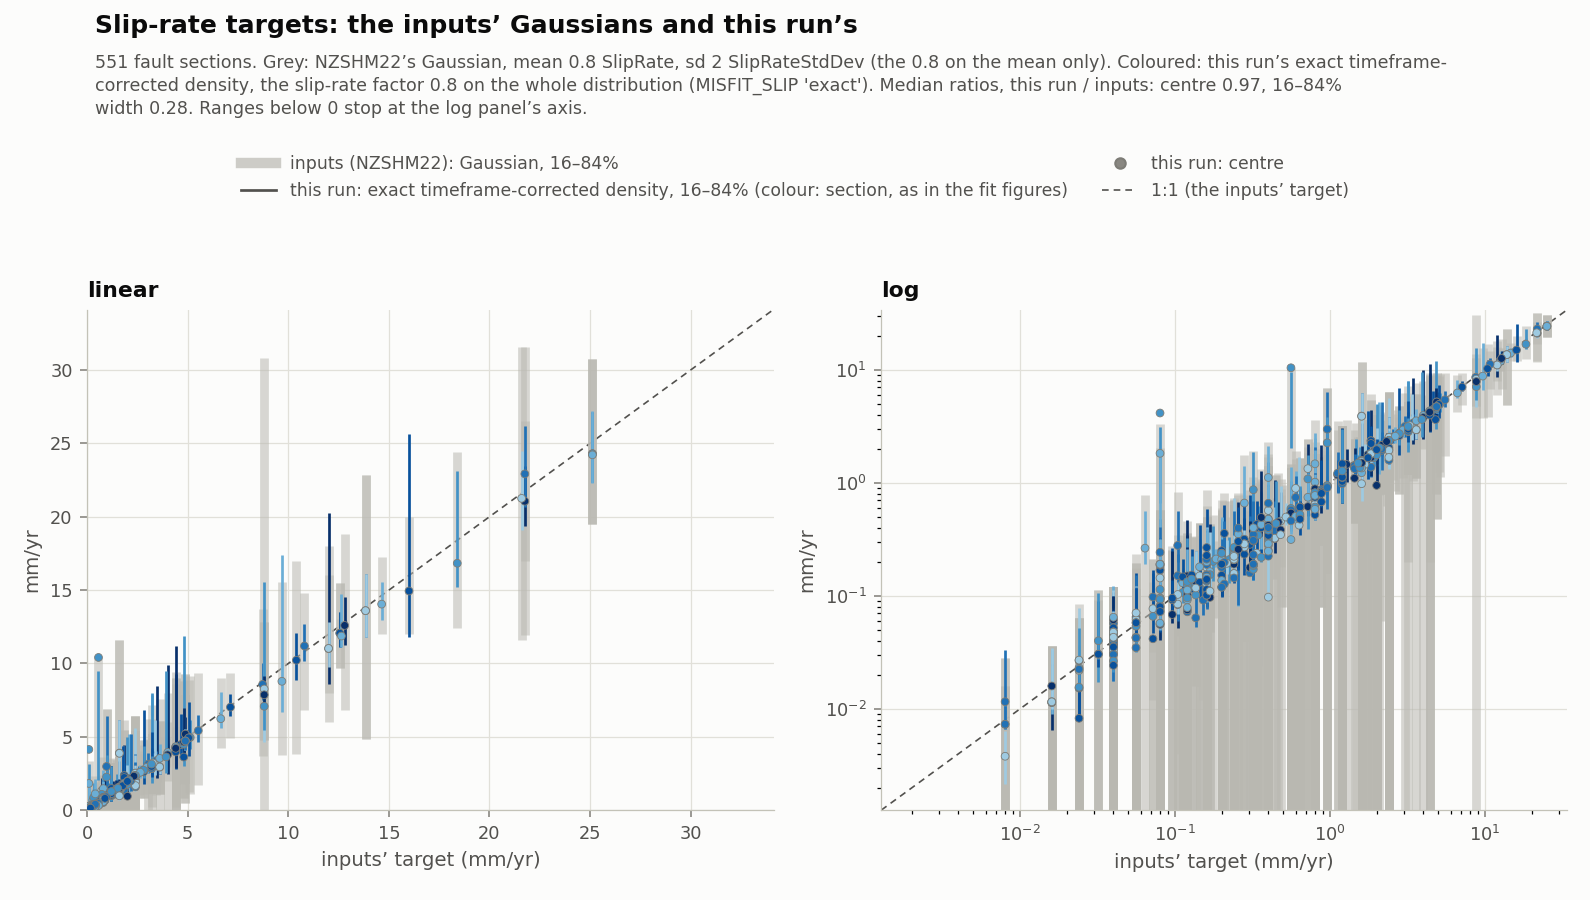 Slip-rate targets: the inputs’ Gaussians and this run’s
551 fault sections. Grey: NZSHM22’s Gaussian, mean 0.8 SlipRate, sd 2 SlipRateStdDev (the 0.8 on the mean only). Coloured: this run’s exact timeframe-
corrected density, the slip-rate factor 0.8 on the whole distribution (MISFIT_SLIP 'exact'). Median ratios, this run / inputs: centre 0.97, 16–84%
width 0.28. Ranges below 0 stop at the log panel’s axis.
inputs (NZSHM22): Gaussian, 16–84%
this run: exact timeframe-corrected density, 16–84% (colour: section, as in the fit figures)
this run: centre
1:1 (the inputs’ target)
linear
30
25
20
15
10
5
0
mm/yr
0 5 10 15 20 25 30
inputs’ target (mm/yr)
log
10¹
10⁰
10⁻¹
10⁻²
mm/yr
10⁻² 10⁻¹ 10⁰ 10¹
inputs’ target (mm/yr)